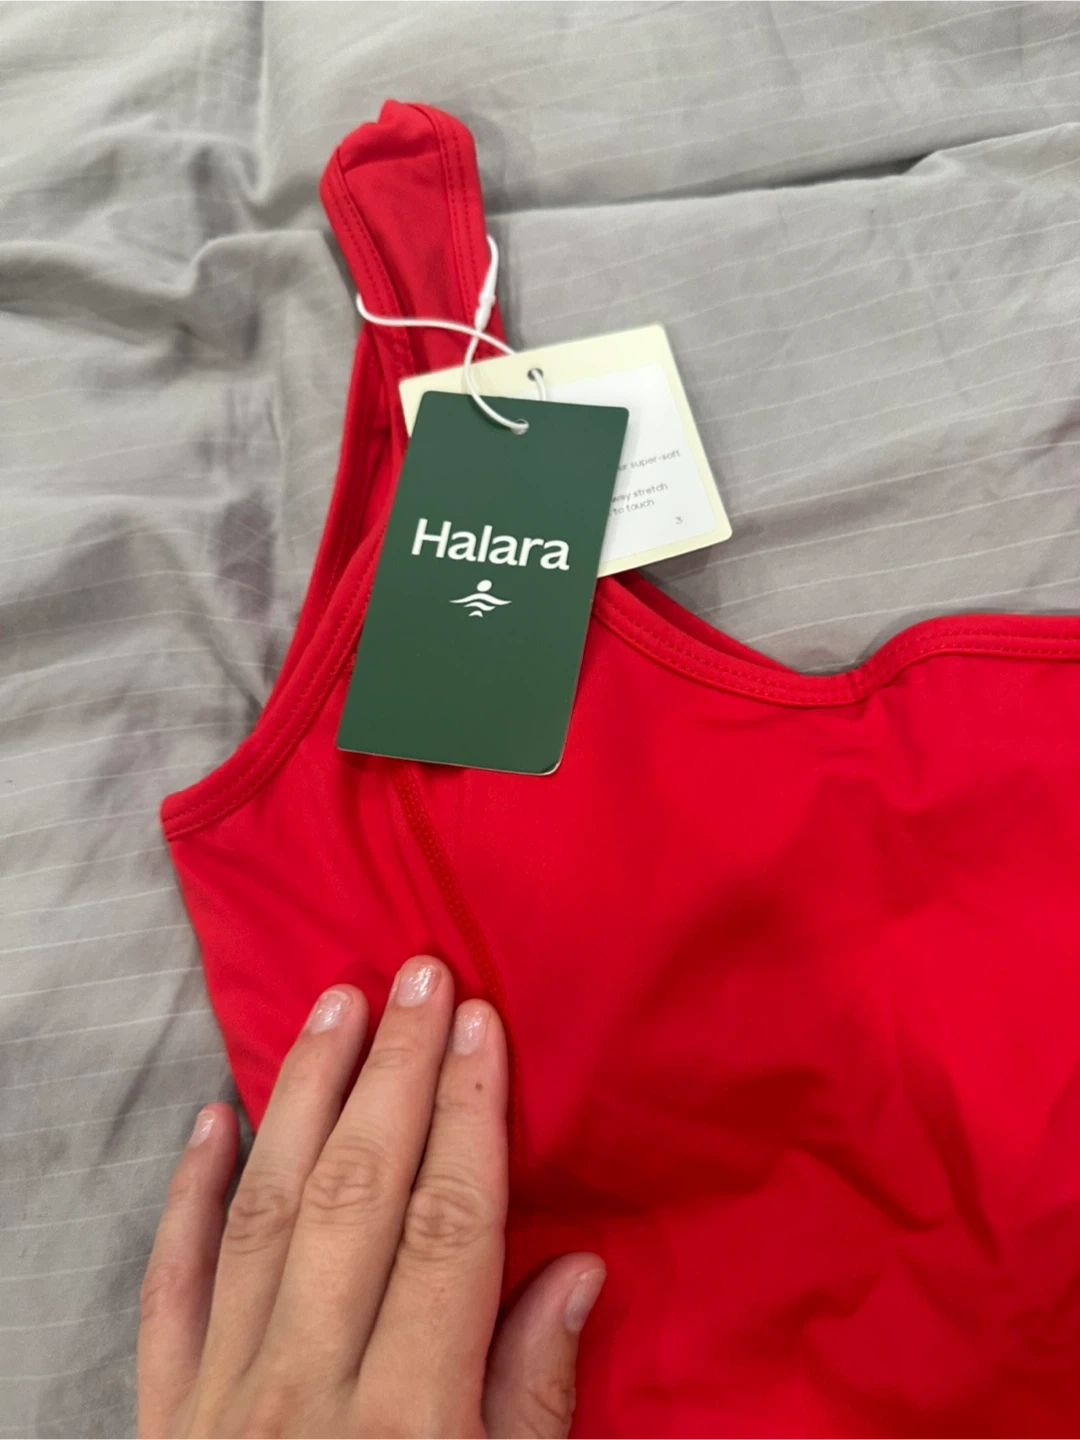 Halara
super-soft
way stretch
to touch
3